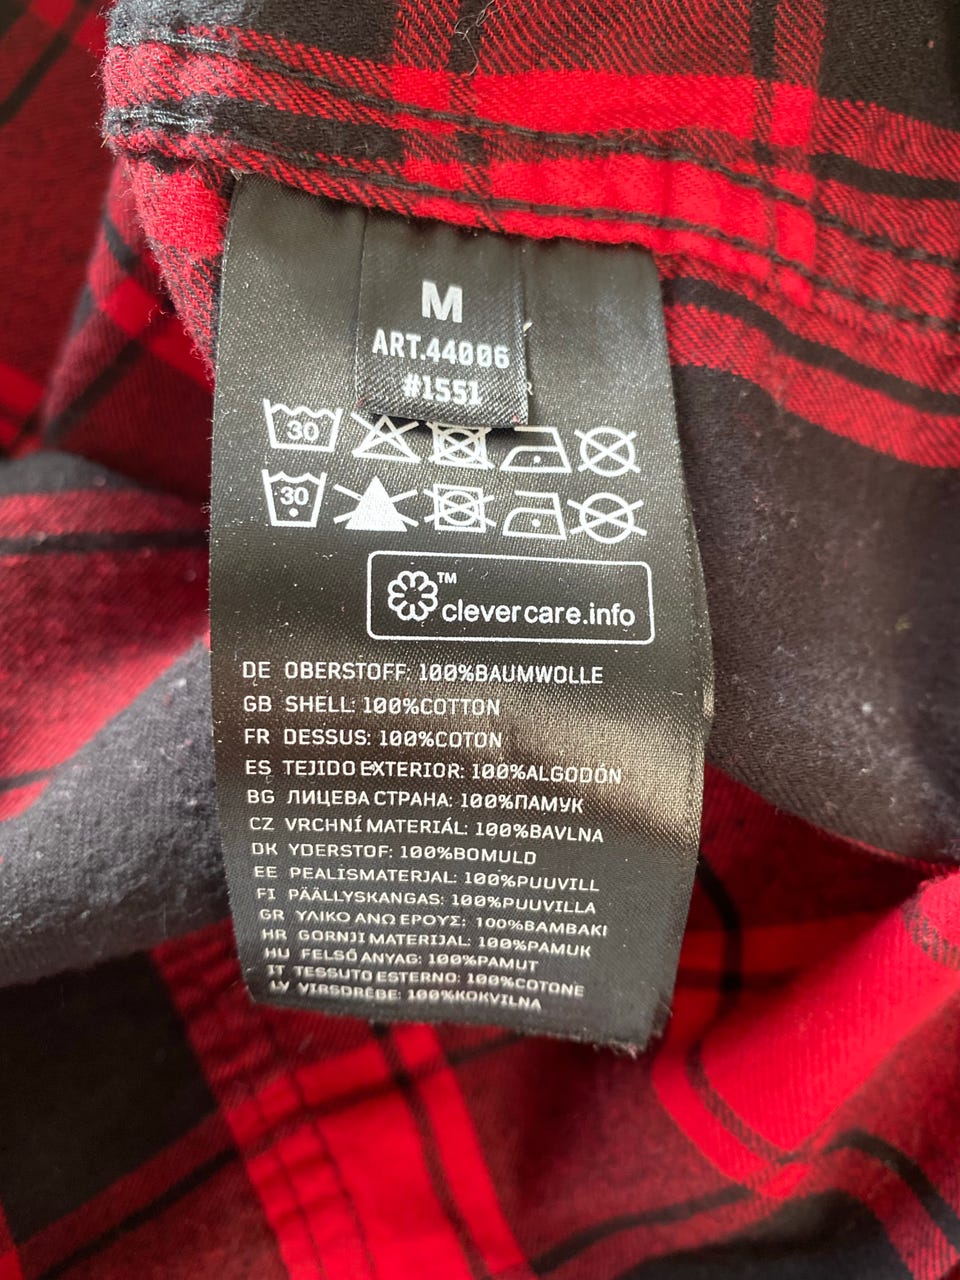 M
ART.44006
#1551
30
30
™
clevercare.info
DE OBERSTOFF: 100%BAUMWOLLE
GB SHELL: 100%COTTON
FR DESSUS: 100%COTON
ES TEJIDO EXTERIOR: 100%ALGODÓN
BG ЛИЦЕВА СТРАНА: 100%ПАМУК
CZ VRCHNÍ MATERIÁL: 100%BAVLNA
DK YDERSTOF: 100%BOMULD
EE PEALISMATERJAL: 100%PUUVILL
FI PÄÄLLYSKANGAS: 100%PUUVILLA
GR ΥΛΙΚΟ ΑΝΩ ΕΡΟΥΣ: 100%ΒΑΜΒΑΚΙ
HR GORNJI MATERIJAL: 100%PAMUK
HU FELSŐ ANYAG: 100%PAMUT
IT TESSUTO ESTERNO: 100%COTONE
LV VIRSDRĒBE: 100%KOKVILNA